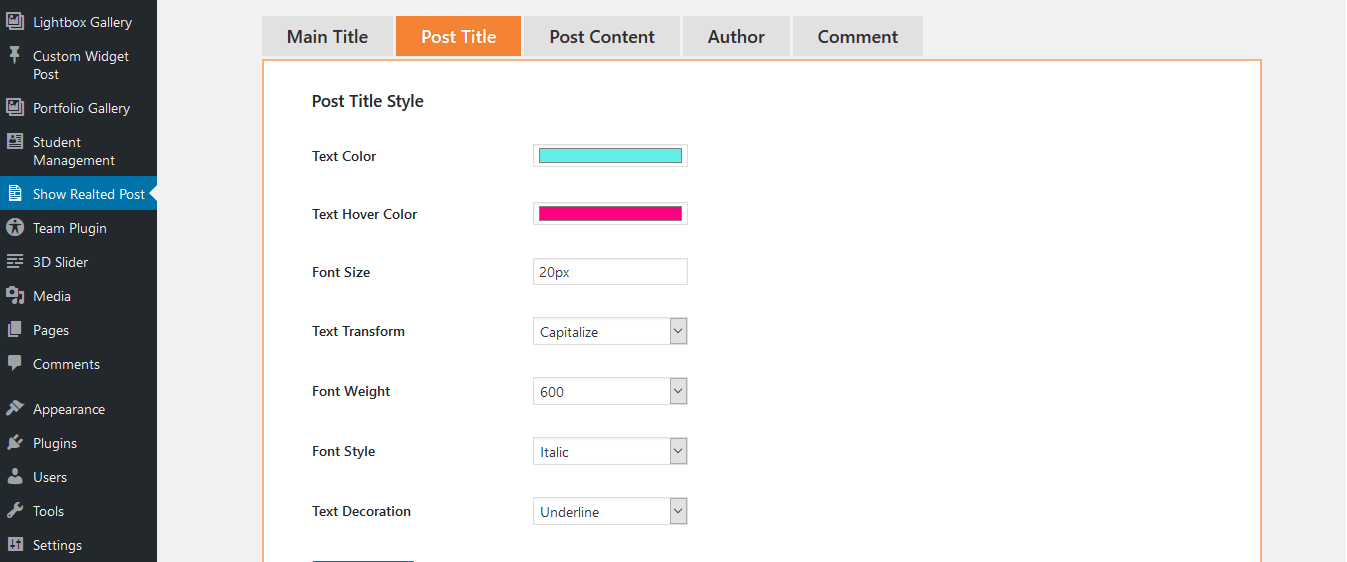 Lightbox Gallery
Custom Widget
Post
Portfolio Gallery
Student
Management
Show Realted Post
Team Plugin
3D Slider
Media
Pages
Comments
Appearance
Plugins
Users
Tools
Settings
Main Title
Post Title
Post Content
Author
Comment
Post Title Style
Text Color
Text Hover Color
Font Size 20px
Text Transform Capitalize
Font Weight 600
Font Style Italic
Text Decoration Underline